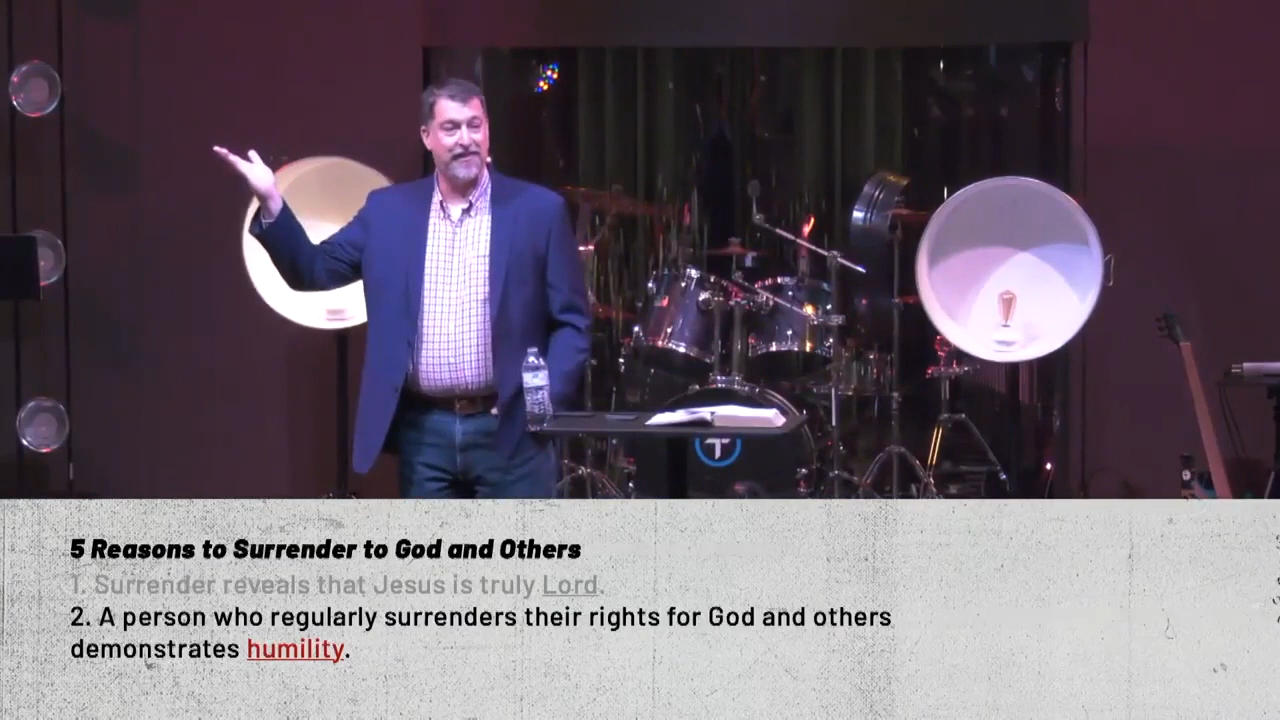 5 Reasons to Surrender to God and Others
1. Surrender reveals that Jesus is truly Lord.
2. A person who regularly surrenders their rights for God and others
demonstrates humility.